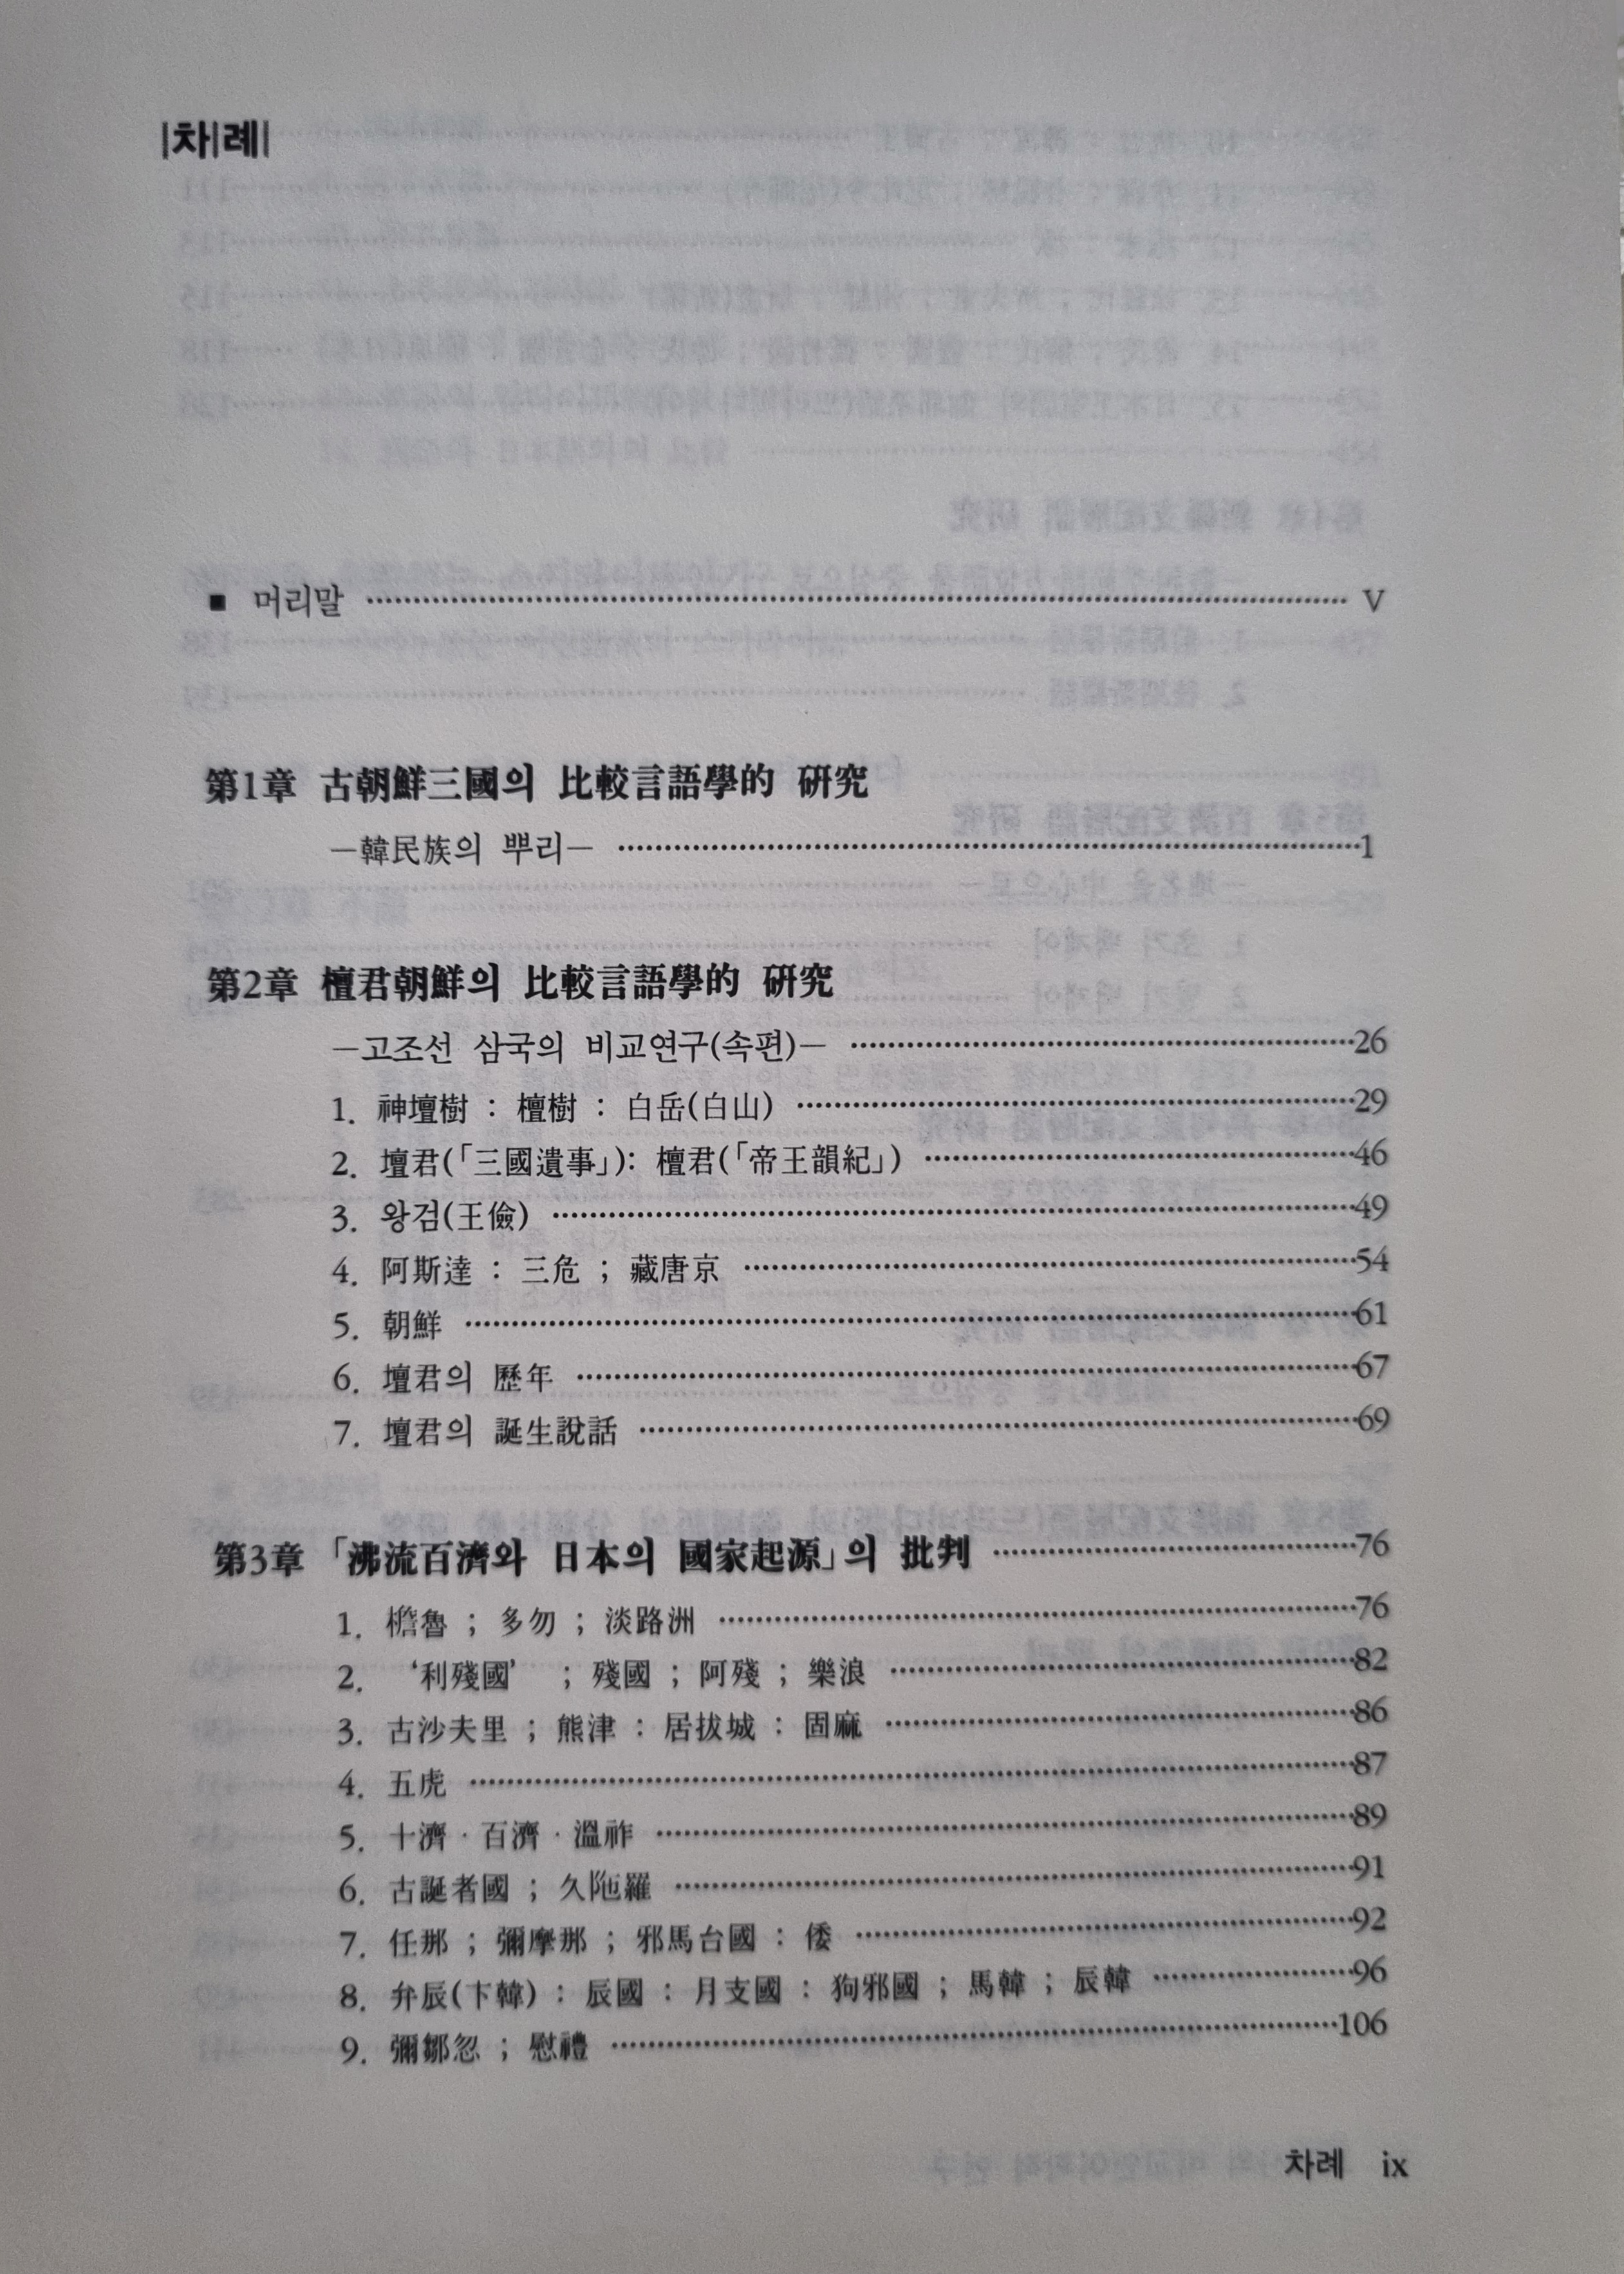 |차|례|
■ 머리말 ························ V
第1章 古朝鮮三國의 比較言語學的 硏究
—韓民族의 뿌리— ························1
第2章 檀君朝鮮의 比較言語學的 硏究
—고조선 삼국의 비교연구(속편)— ························26
1. 神壇樹 : 檀樹 : 白岳(白山) ························29
2. 壇君(「三國遺事」): 檀君(「帝王韻紀」) ························46
3. 왕검(王儉) ························49
4. 阿斯達 : 三危 ; 藏唐京 ························54
5. 朝鮮 ························61
6. 壇君의 歷年 ························67
7. 壇君의 誕生說話 ························69
第3章 「沸流百濟와 日本의 國家起源」의 批判 ························76
1. 檐魯 ; 多勿 ; 淡路洲 ························76
2. ‘利殘國’ ; 殘國 ; 阿殘 ; 樂浪 ························82
3. 古沙夫里 ; 熊津 : 居拔城 : 固麻 ························86
4. 五虎 ························87
5. 十濟 · 百濟 · 溫祚 ························89
6. 古誕者國 ; 久陁羅 ························91
7. 任那 ; 彌摩那 ; 邪馬台國 : 倭 ························92
8. 弁辰(卞韓) : 辰國 : 月支國 : 狗邪國 ; 馬韓 ; 辰韓 ························96
9. 彌鄒忽 ; 慰禮 ························106
차례 ix